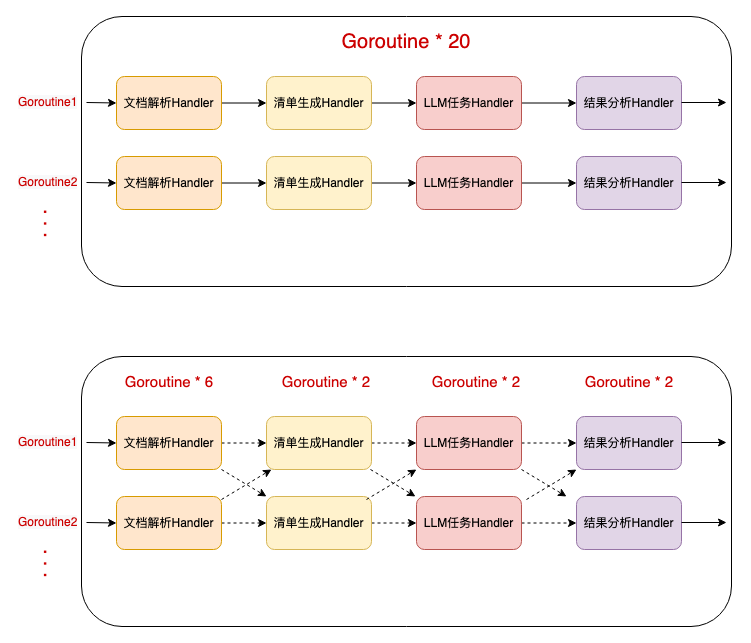 Goroutine * 20
Goroutine1
文档解析Handler
清单生成Handler
LLM任务Handler
结果分析Handler
Goroutine2
文档解析Handler
清单生成Handler
LLM任务Handler
结果分析Handler
Goroutine * 6
Goroutine * 2
Goroutine * 2
Goroutine * 2
Goroutine1
文档解析Handler
清单生成Handler
LLM任务Handler
结果分析Handler
Goroutine2
文档解析Handler
清单生成Handler
LLM任务Handler
结果分析Handler